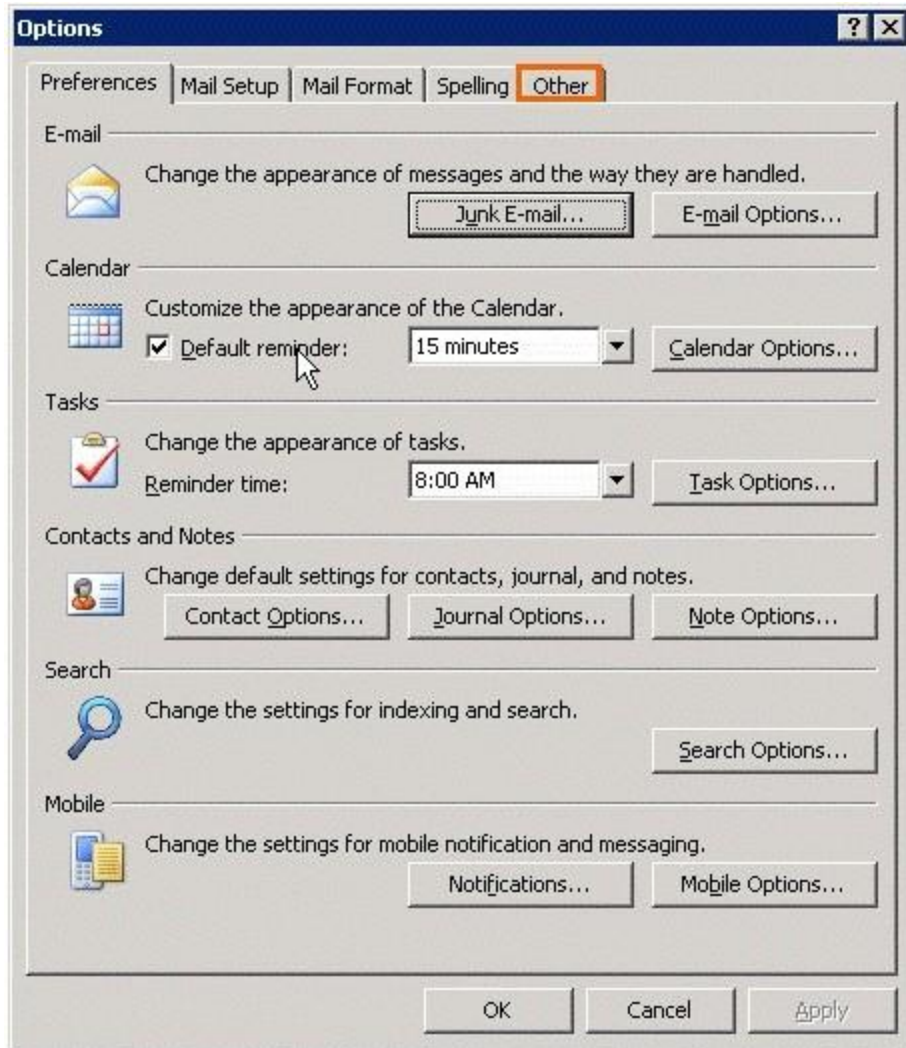 Options
Preferences Mail Setup Mail Format Spelling Other
E-mail
Change the appearance of messages and the way they are handled.
Junk E-mail... E-mail Options...
Calendar
Customize the appearance of the Calendar.
Default reminder: 15 minutes Calendar Options...
Tasks
Change the appearance of tasks.
Reminder time: 8:00 AM Task Options...
Contacts and Notes
Change default settings for contacts, journal, and notes.
Contact Options... Journal Options... Note Options...
Search
Change the settings for indexing and search.
Search Options...
Mobile
Change the settings for mobile notification and messaging.
Notifications... Mobile Options...
OK Cancel Apply